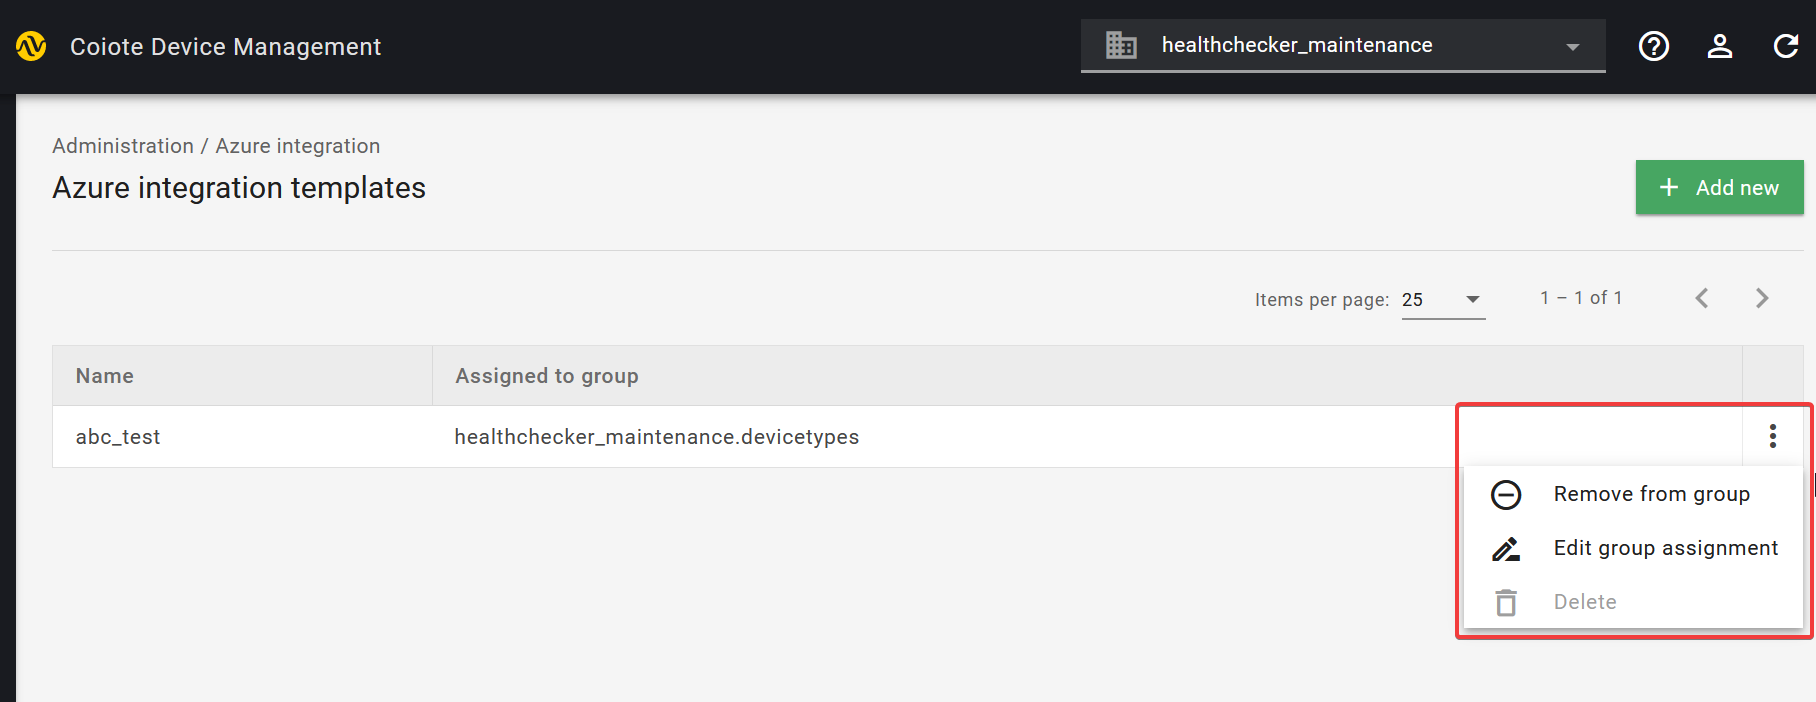 Coiote Device Management
healthchecker_maintenance
Administration / Azure integration
Azure integration templates
+ Add new
Items per page: 25
1 – 1 of 1
Name
Assigned to group
abc_test
healthchecker_maintenance.devicetypes
Remove from group
Edit group assignment
Delete